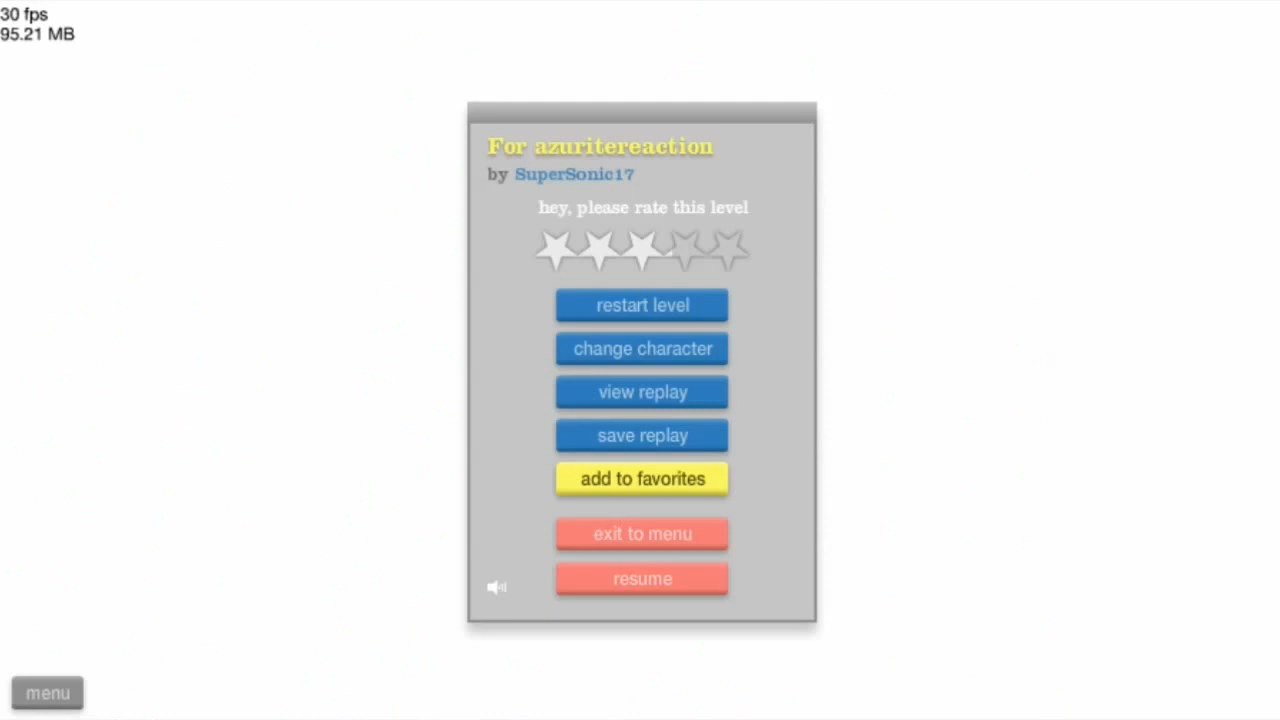 30 fps
95.21 MB
For azuritereaction
by SuperSonic17
hey, please rate this level
restart level
change character
view replay
save replay
add to favorites
exit to menu
resume
menu